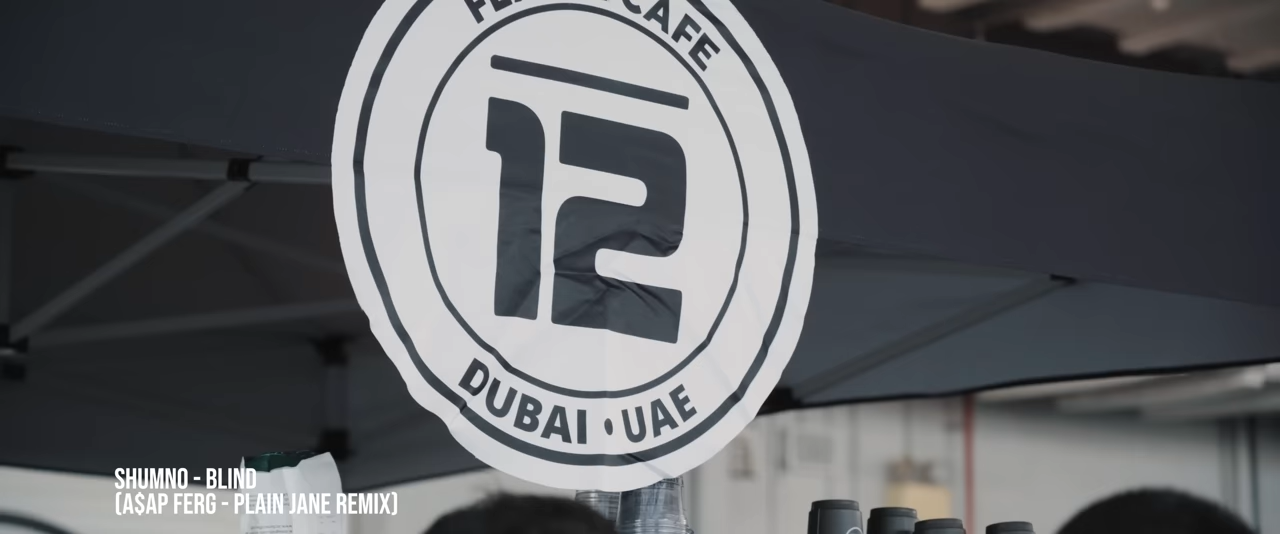 CAFE
12
DUBAI • UAE
SHUMNO - BLIND
(A$AP FERG - PLAIN JANE REMIX)